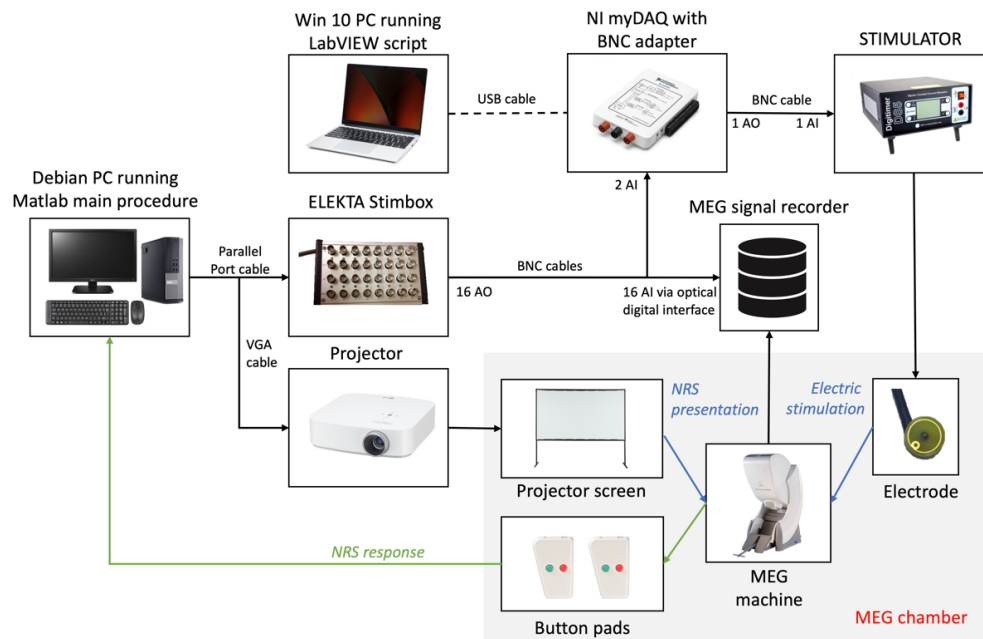 Win 10 PC running
LabVIEW script
NI myDAQ with
BNC adapter
STIMULATOR
USB cable
BNC cable
1 AO
1 AI
Digitimer
DS5
2 AI
Debian PC running
Matlab main procedure
ELEKTA Stimbox
MEG signal recorder
Parallel
Port cable
BNC cables
16 AO
16 AI via optical
digital interface
VGA
cable
Projector
NRS
presentation
Electric
stimulation
Projector screen
Electrode
NRS response
MEG
machine
Button pads
MEG chamber